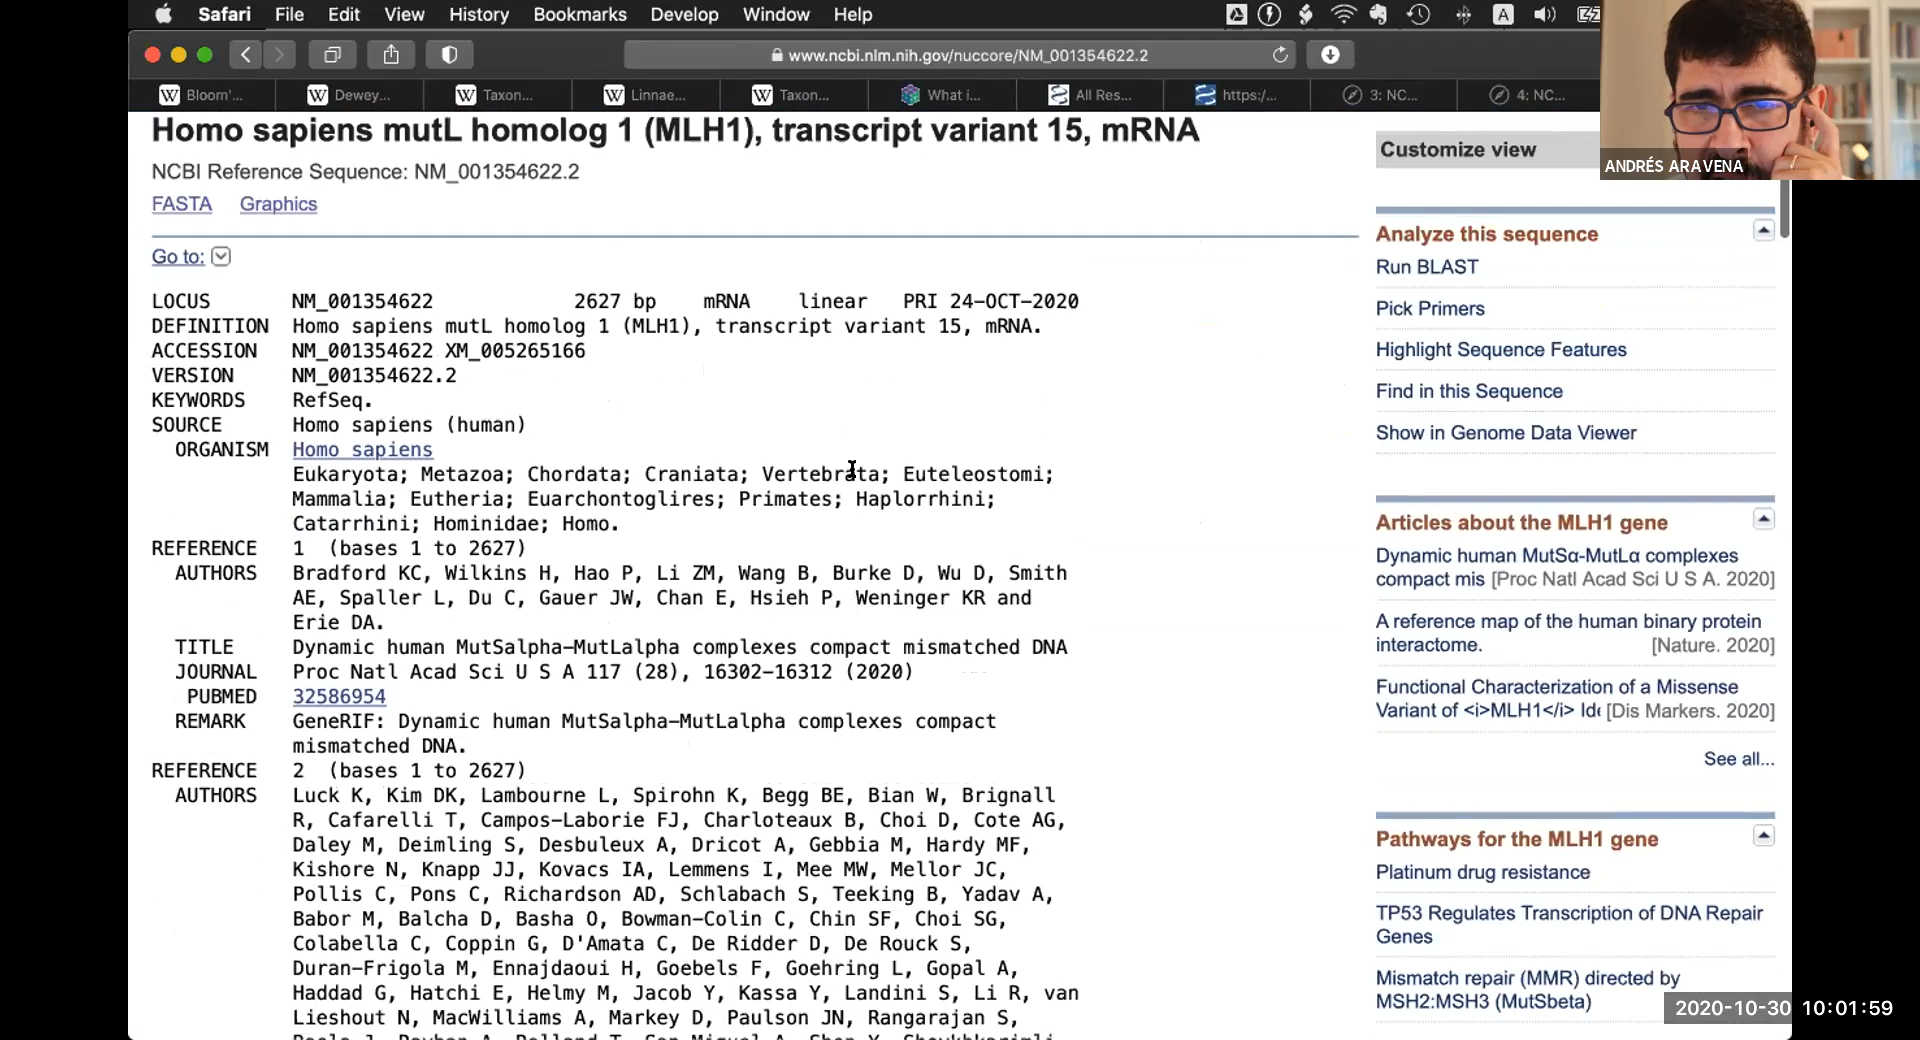 Safari File Edit View History Bookmarks Develop Window Help
A
www.ncbi.nlm.nih.gov/nuccore/NM_001354622.2
W Bloom'... W Dewey... W Taxon... W Linnae... W Taxon... What i... All Res... https:/... 3: NC... 4: NC...
Homo sapiens mutL homolog 1 (MLH1), transcript variant 15, mRNA
NCBI Reference Sequence: NM_001354622.2
FASTA Graphics
Go to:
LOCUS NM_001354622 2627 bp mRNA linear PRI 24-OCT-2020
DEFINITION Homo sapiens mutL homolog 1 (MLH1), transcript variant 15, mRNA.
ACCESSION NM_001354622 XM_005265166
VERSION NM_001354622.2
KEYWORDS RefSeq.
SOURCE Homo sapiens (human)
ORGANISM Homo sapiens
Eukaryota; Metazoa; Chordata; Craniata; Vertebrata; Euteleostomi;
Mammalia; Eutheria; Euarchontoglires; Primates; Haplorrhini;
Catarrhini; Hominidae; Homo.
REFERENCE 1 (bases 1 to 2627)
AUTHORS Bradford KC, Wilkins H, Hao P, Li ZM, Wang B, Burke D, Wu D, Smith
AE, Spaller L, Du C, Gauer JW, Chan E, Hsieh P, Weninger KR and
Erie DA.
TITLE Dynamic human MutSalpha-MutLalpha complexes compact mismatched DNA
JOURNAL Proc Natl Acad Sci U S A 117 (28), 16302-16312 (2020)
PUBMED 32586954
REMARK GeneRIF: Dynamic human MutSalpha-MutLalpha complexes compact
mismatched DNA.
REFERENCE 2 (bases 1 to 2627)
AUTHORS Luck K, Kim DK, Lambourne L, Spirohn K, Begg BE, Bian W, Brignall
R, Cafarelli T, Campos-Laborie FJ, Charloteaux B, Choi D, Cote AG,
Daley M, Deimling S, Desbuleux A, Dricot A, Gebbia M, Hardy MF,
Kishore N, Knapp JJ, Kovacs IA, Lemmens I, Mee MW, Mellor JC,
Pollis C, Pons C, Richardson AD, Schlabach S, Teeking B, Yadav A,
Babor M, Balcha D, Basha O, Bowman-Colin C, Chin SF, Choi SG,
Colabella C, Coppin G, D'Amata C, De Ridder D, De Rouck S,
Duran-Frigola M, Ennajdaoui H, Goebels F, Goehring L, Gopal A,
Haddad G, Hatchi E, Helmy M, Jacob Y, Kassa Y, Landini S, Li R, van
Lieshout N, MacWilliams A, Markey D, Paulson JN, Rangarajan S,
Customize view
Analyze this sequence
Run BLAST
Pick Primers
Highlight Sequence Features
Find in this Sequence
Show in Genome Data Viewer
Articles about the MLH1 gene
Dynamic human MutSα-MutLα complexes
compact mis [Proc Natl Acad Sci U S A. 2020]
A reference map of the human binary protein
interactome. [Nature. 2020]
Functional Characterization of a Missense
Variant of <i>MLH1</i> Ide [Dis Markers. 2020]
See all...
Pathways for the MLH1 gene
Platinum drug resistance
TP53 Regulates Transcription of DNA Repair
Genes
Mismatch repair (MMR) directed by
MSH2:MSH3 (MutSbeta)
ANDRÉS ARAVENA
2020-10-30 10:01:59